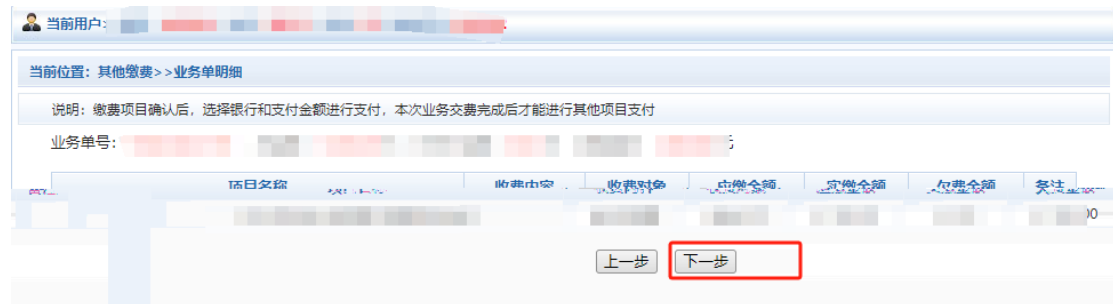 当前用户:
当前位置：其他缴费>>业务单明细
说明：缴费项目确认后，选择银行和支付金额进行支付，本次业务交费完成后才能进行其他项目支付
业务单号:
项目名称 收费内容 收费对象 应缴金额 实缴金额 欠费金额 备注
00
上一步 下一步